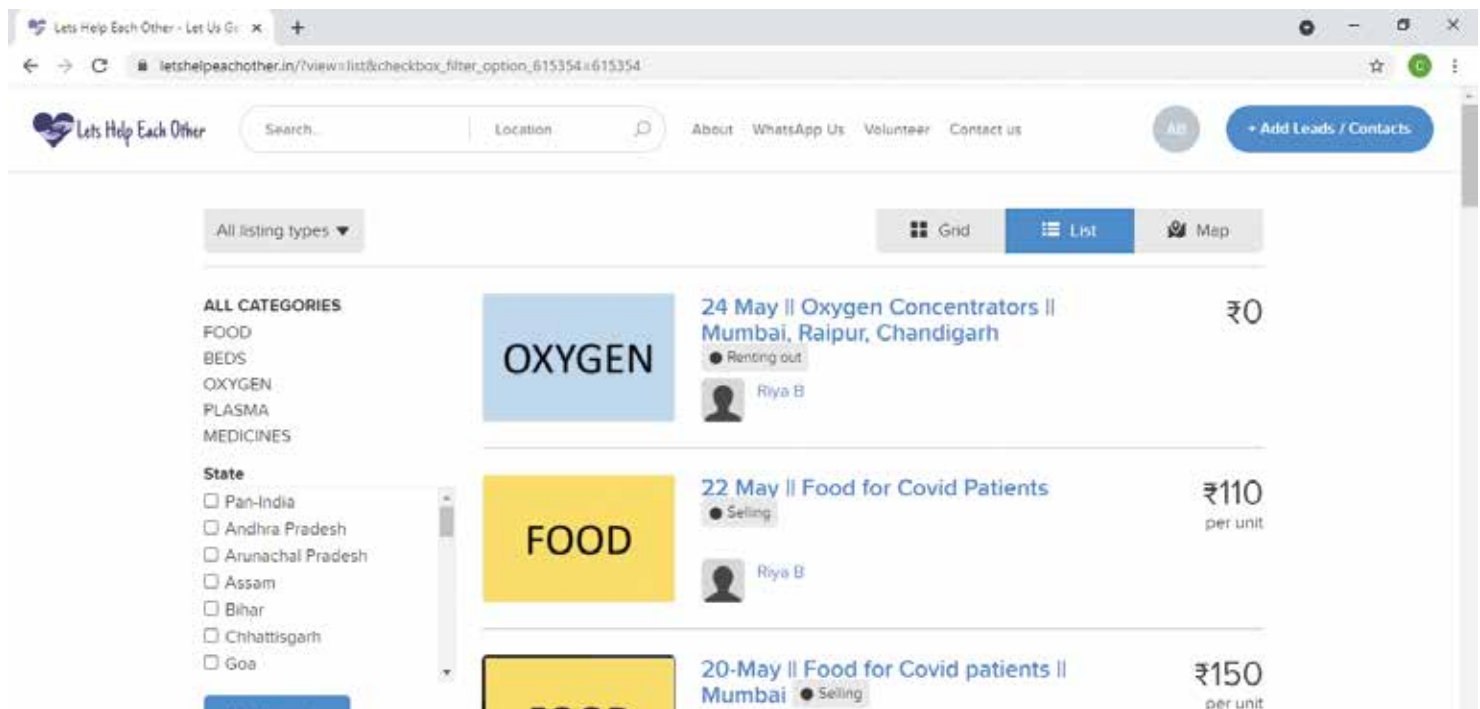 Lets Help Each Other - Let Us G
letshelpeachother.in/?view=list&checkbox_filter_option_615354=615354
Lets Help Each Other
Search...
Location
About WhatsApp Us Volunteer Contact us
+ Add Leads / Contacts
All listing types
Grid
List
Map
ALL CATEGORIES
FOOD
BEDS
OXYGEN
PLASMA
MEDICINES
State
Pan-India
Andhra Pradesh
Arunachal Pradesh
Assam
Bihar
Chhattisgarh
Goa
OXYGEN
24 May || Oxygen Concentrators ||
Mumbai, Raipur, Chandigarh
Renting out
Riya B
₹0
FOOD
22 May || Food for Covid Patients
Selling
Riya B
₹110
per unit
FOOD
20-May || Food for Covid patients ||
Mumbai Selling
₹150
per unit